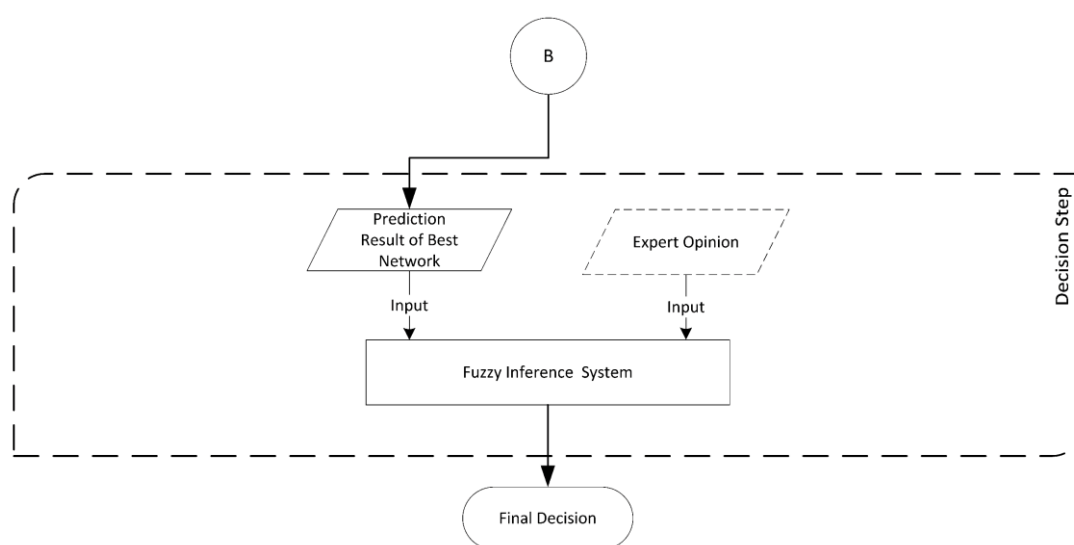 B
Prediction
Result of Best
Network
Expert Opinion
Input
Input
Fuzzy Inference System
Final Decision
Decision Step